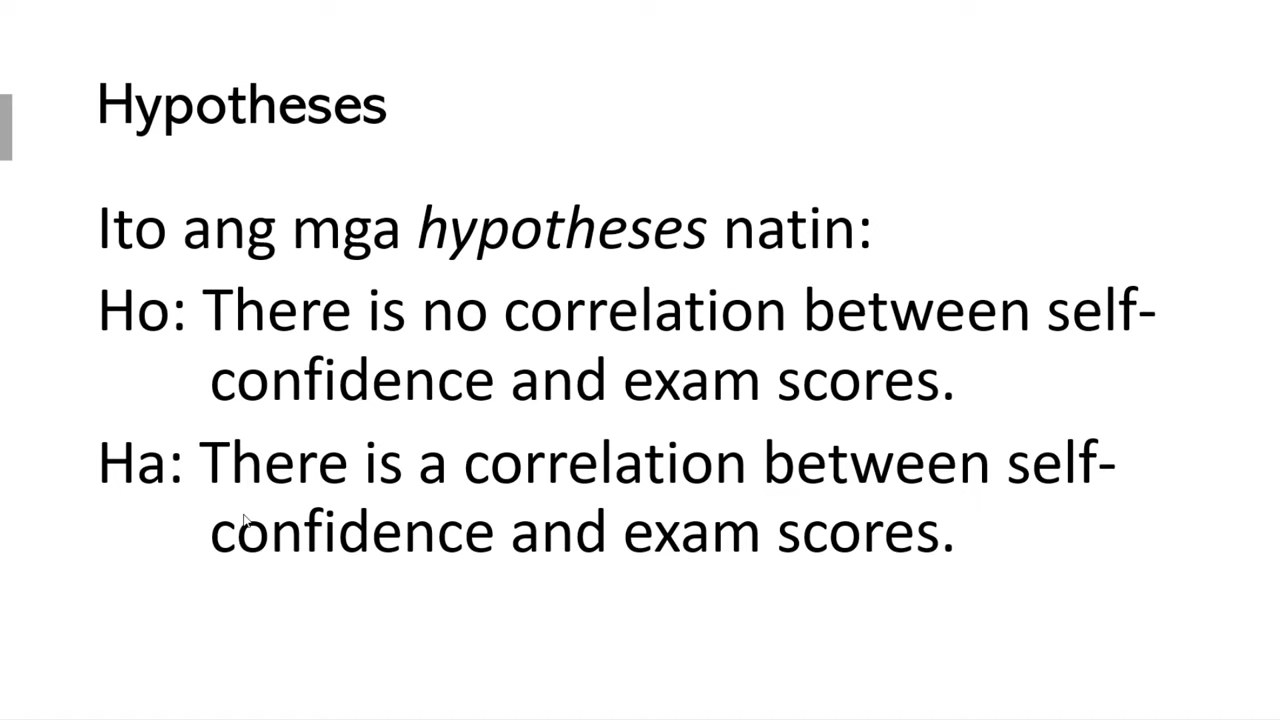 Hypotheses
Ito ang mga hypotheses natin:
Ho: There is no correlation between self-
confidence and exam scores.
Ha: There is a correlation between self-
confidence and exam scores.